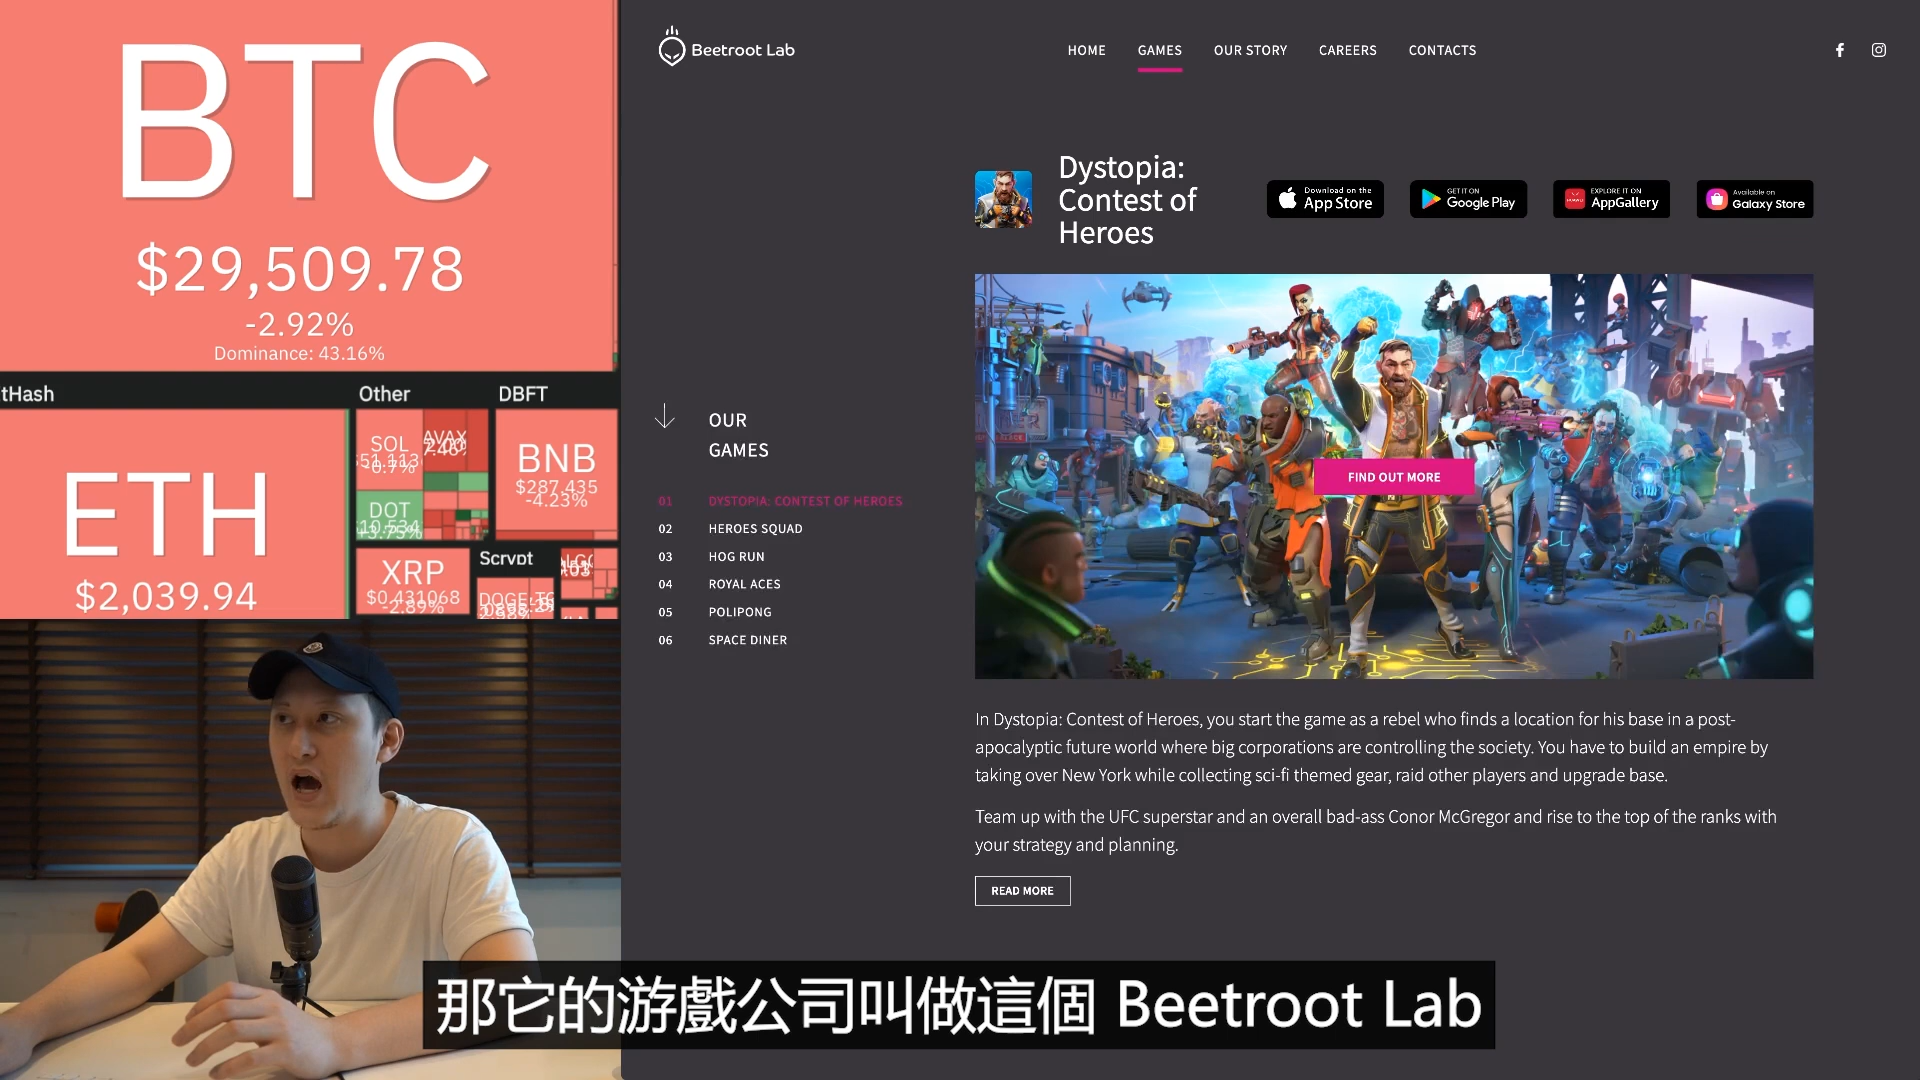 BTC
$29,509.78
-2.92%
Dominance: 43.16%
tHash
Other
DBFT
ETH
$2,039.94
SOL
DOT
BNB
$287.435
-4.23%
XRP
$0.431068
-2.89%
Scrypt
Beetroot Lab
HOME
GAMES
OUR STORY
CAREERS
CONTACTS
Dystopia:
Contest of
Heroes
Download on the
App Store
GET IT ON
Google Play
EXPLORE IT ON
AppGallery
Available on
Galaxy Store
OUR
GAMES
01 DYSTOPIA: CONTEST OF HEROES
02 HEROES SQUAD
03 HOG RUN
04 ROYAL ACES
05 POLIPONG
06 SPACE DINER
FIND OUT MORE
In Dystopia: Contest of Heroes, you start the game as a rebel who finds a location for his base in a post-
apocalyptic future world where big corporations are controlling the society. You have to build an empire by
taking over New York while collecting sci-fi themed gear, raid other players and upgrade base.
Team up with the UFC superstar and an overall bad-ass Conor McGregor and rise to the top of the ranks with
your strategy and planning.
READ MORE
那它的游戲公司叫做這個 Beetroot Lab